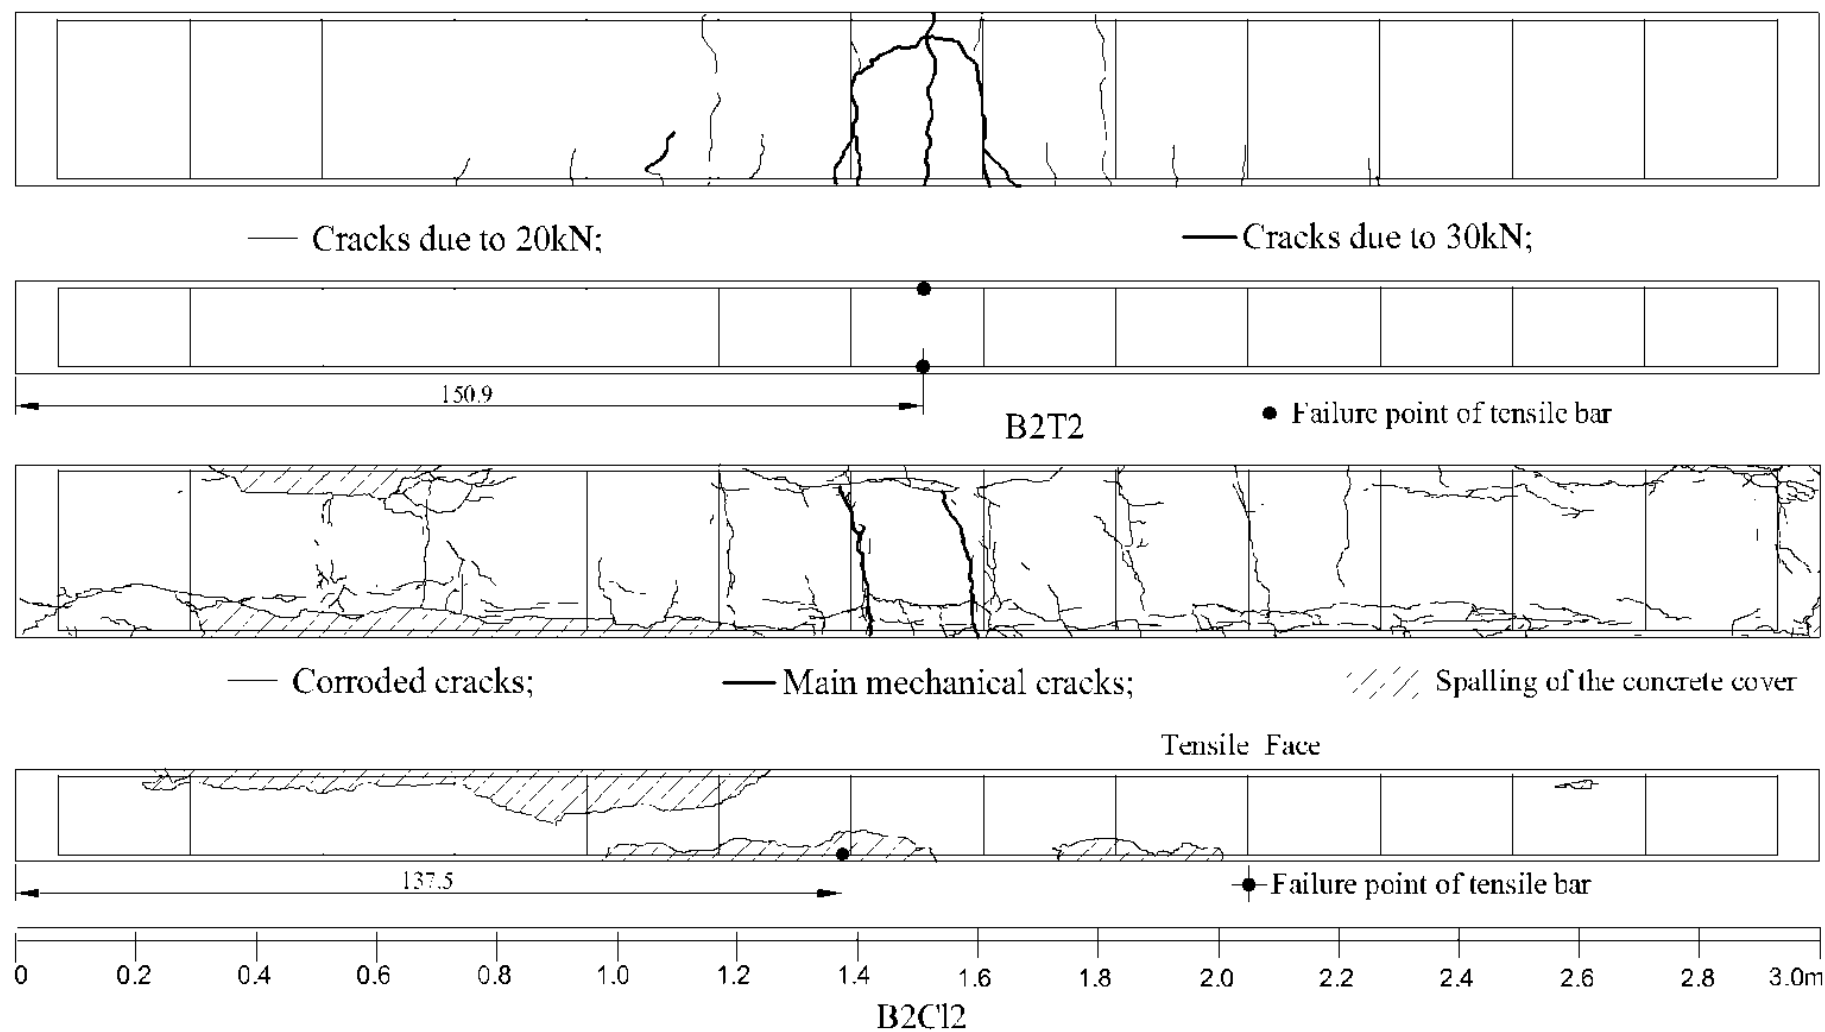 Cracks due to 20kN; Cracks due to 30kN;
150.9
Failure point of tensile bar
B2T2
Corroded cracks; Main mechanical cracks; Spalling of the concrete cover
Tensile Face
137.5
Failure point of tensile bar
0 0.2 0.4 0.6 0.8 1.0 1.2 1.4 1.6 1.8 2.0 2.2 2.4 2.6 2.8 3.0m
B2Cl2